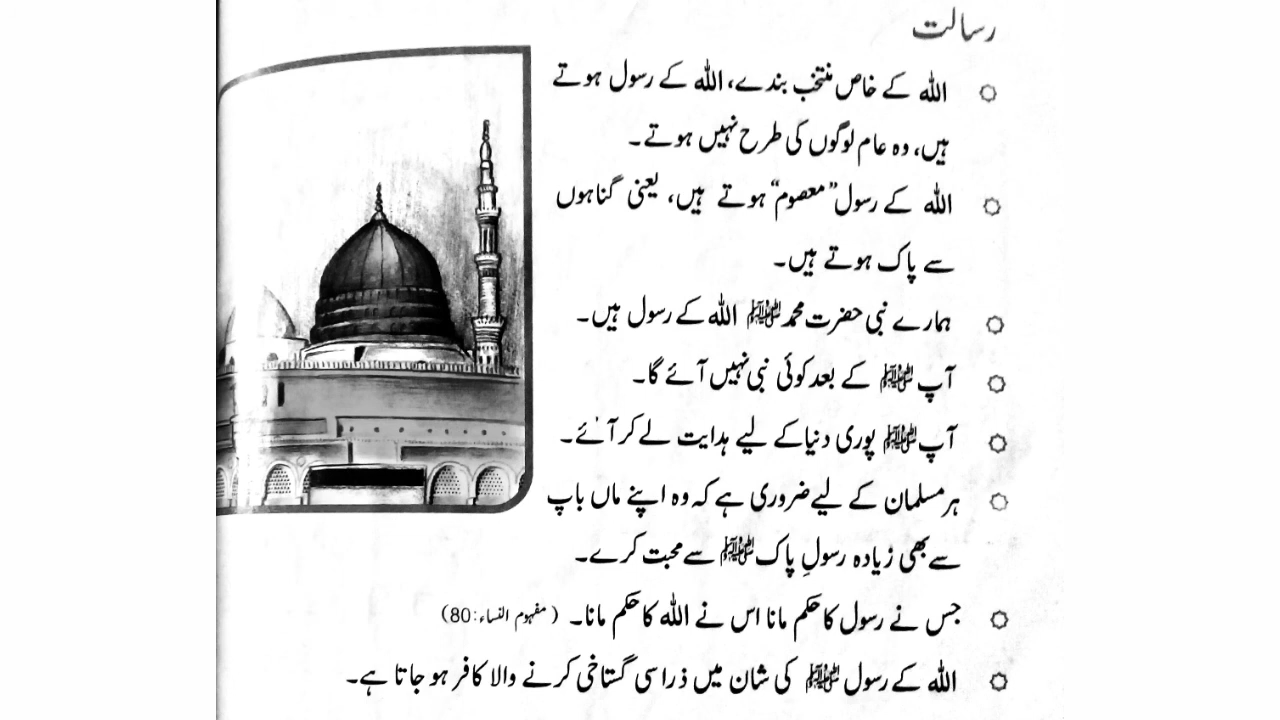 رسالت
اللہ کے خاص منتخب بندے، اللہ کے رسول ہوتے
ہیں، وہ عام لوگوں کی طرح نہیں ہوتے۔
اللہ کے رسول ”معصوم“ ہوتے ہیں، یعنی گناہوں
سے پاک ہوتے ہیں۔
ہمارے نبی حضرت محمد ﷺ اللہ کے رسول ہیں۔
آپ ﷺ کے بعد کوئی نبی نہیں آئے گا۔
آپ ﷺ پوری دنیا کے لیے ہدایت لے کر آئے۔
ہر مسلمان کے لیے ضروری ہے کہ وہ اپنے ماں باپ
سے بھی زیادہ رسولِ پاک ﷺ سے محبت کرے۔
جس نے رسول کا حکم مانا اس نے اللہ کا حکم مانا۔ (مفہوم النساء:80)
اللہ کے رسول ﷺ کی شان میں ذرا سی گستاخی کرنے والا کافر ہو جاتا ہے۔